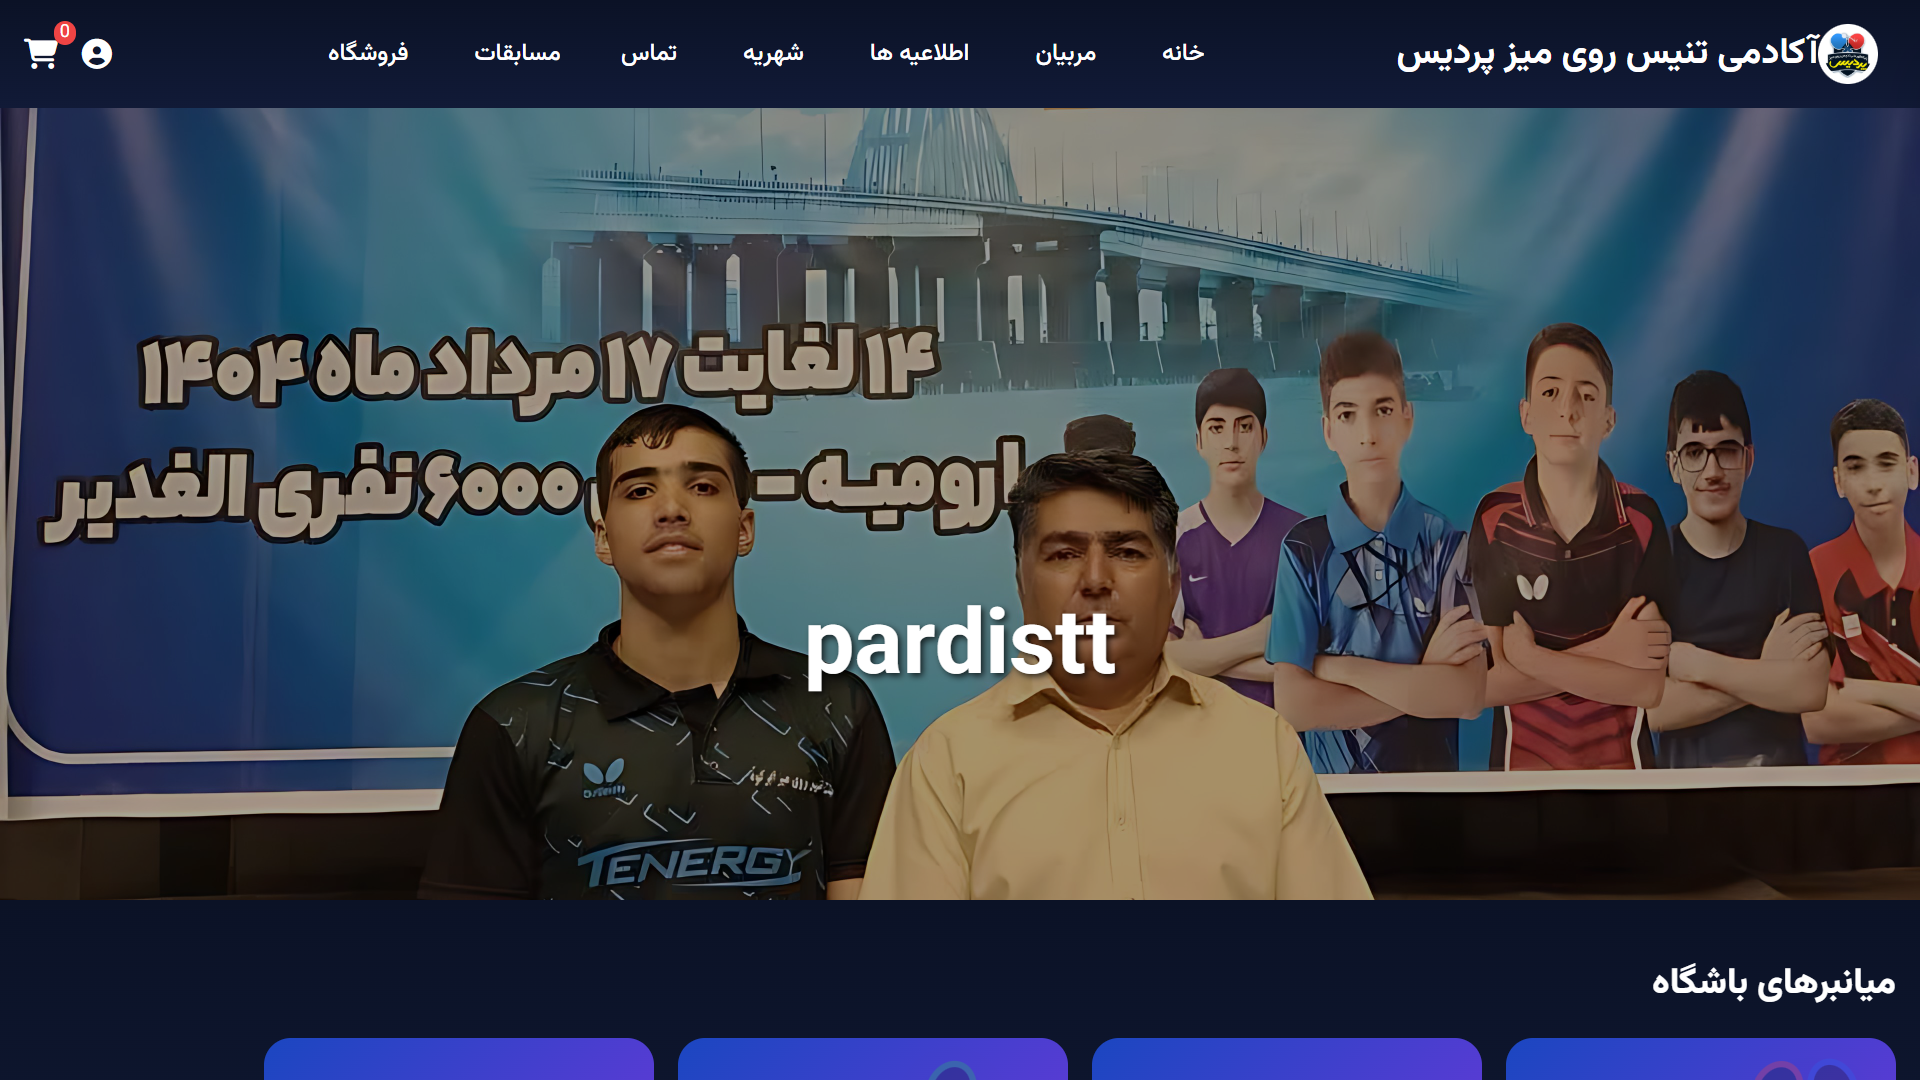 آکادمی تنیس روی میز پردیس
خانه
مربیان
اطلاعیه ها
شهریه
تماس
مسابقات
فروشگاه
0
پردیس
۱۴ لغایت ۱۷ مرداد ماه ۱۴۰۴
ارومیه - ۶۰۰۰ نفری الغدیر
pardistt
TENERGY
میانبرهای باشگاه